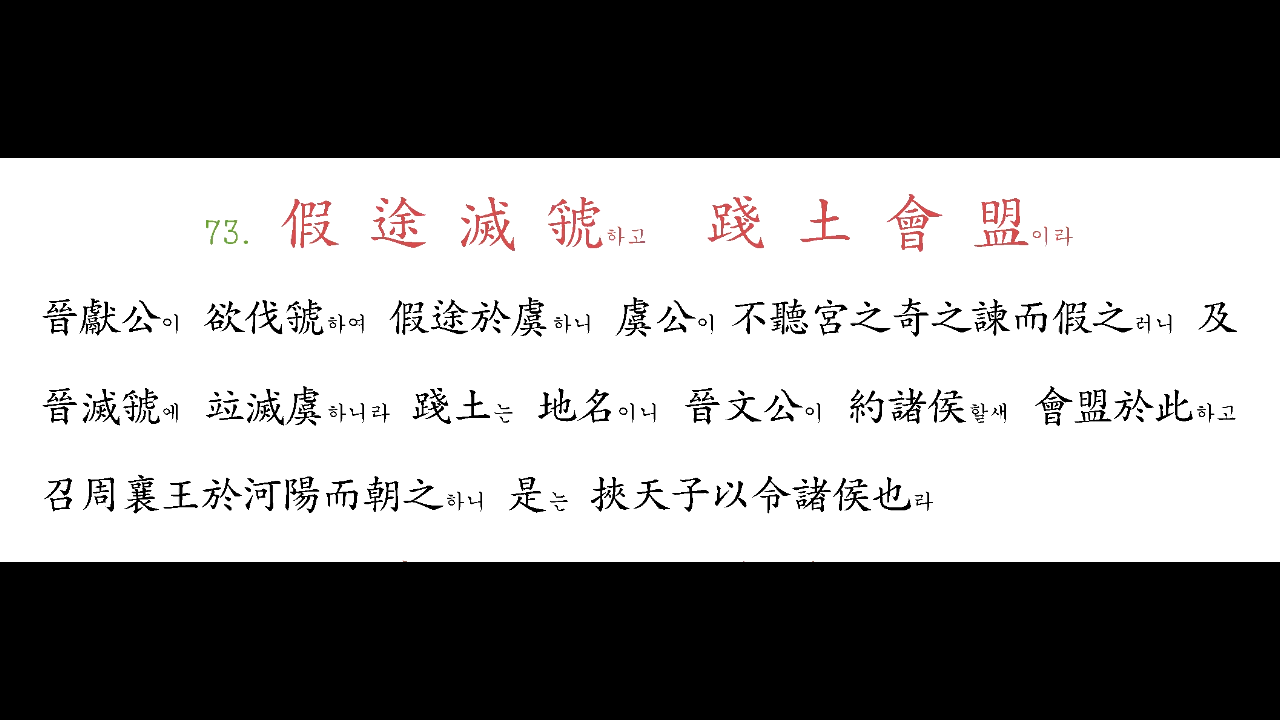 73. 假途滅虢하고 踐土會盟이라
晉獻公이 欲伐虢하여 假途於虞하니 虞公이 不聽宮之奇之諫而假之러니 及
晉滅虢에 竝滅虞하니라 踐土는 地名이니 晉文公이 約諸侯할새 會盟於此하고
召周襄王於河陽而朝之하니 是는 挾天子以令諸侯也라